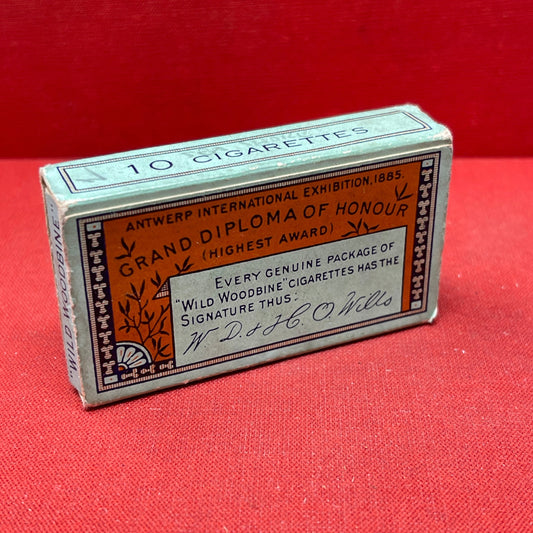 10 CIGARETTES
ANTWERP INTERNATIONAL EXHIBITION, 1885.
GRAND DIPLOMA OF HONOUR
(HIGHEST AWARD)
EVERY GENUINE PACKAGE OF
"WILD WOODBINE" CIGARETTES HAS THE
SIGNATURE THUS:
W. D. & H. O. Wills
WILD WOODBINE